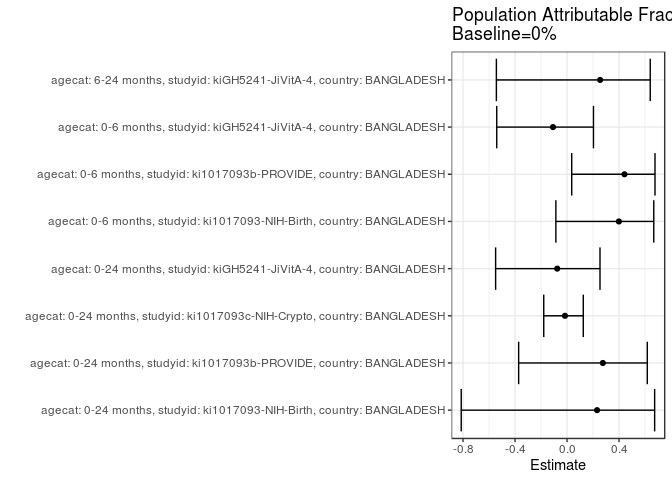 Population Attributable Frac
Baseline=0%
agecat: 6-24 months, studyid: kiGH5241-JiVitA-4, country: BANGLADESH
agecat: 0-6 months, studyid: kiGH5241-JiVitA-4, country: BANGLADESH
agecat: 0-6 months, studyid: ki1017093b-PROVIDE, country: BANGLADESH
agecat: 0-6 months, studyid: ki1017093-NIH-Birth, country: BANGLADESH
agecat: 0-24 months, studyid: kiGH5241-JiVitA-4, country: BANGLADESH
agecat: 0-24 months, studyid: ki1017093c-NIH-Crypto, country: BANGLADESH
agecat: 0-24 months, studyid: ki1017093b-PROVIDE, country: BANGLADESH
agecat: 0-24 months, studyid: ki1017093-NIH-Birth, country: BANGLADESH
-0.8 -0.4 0.0 0.4
Estimate